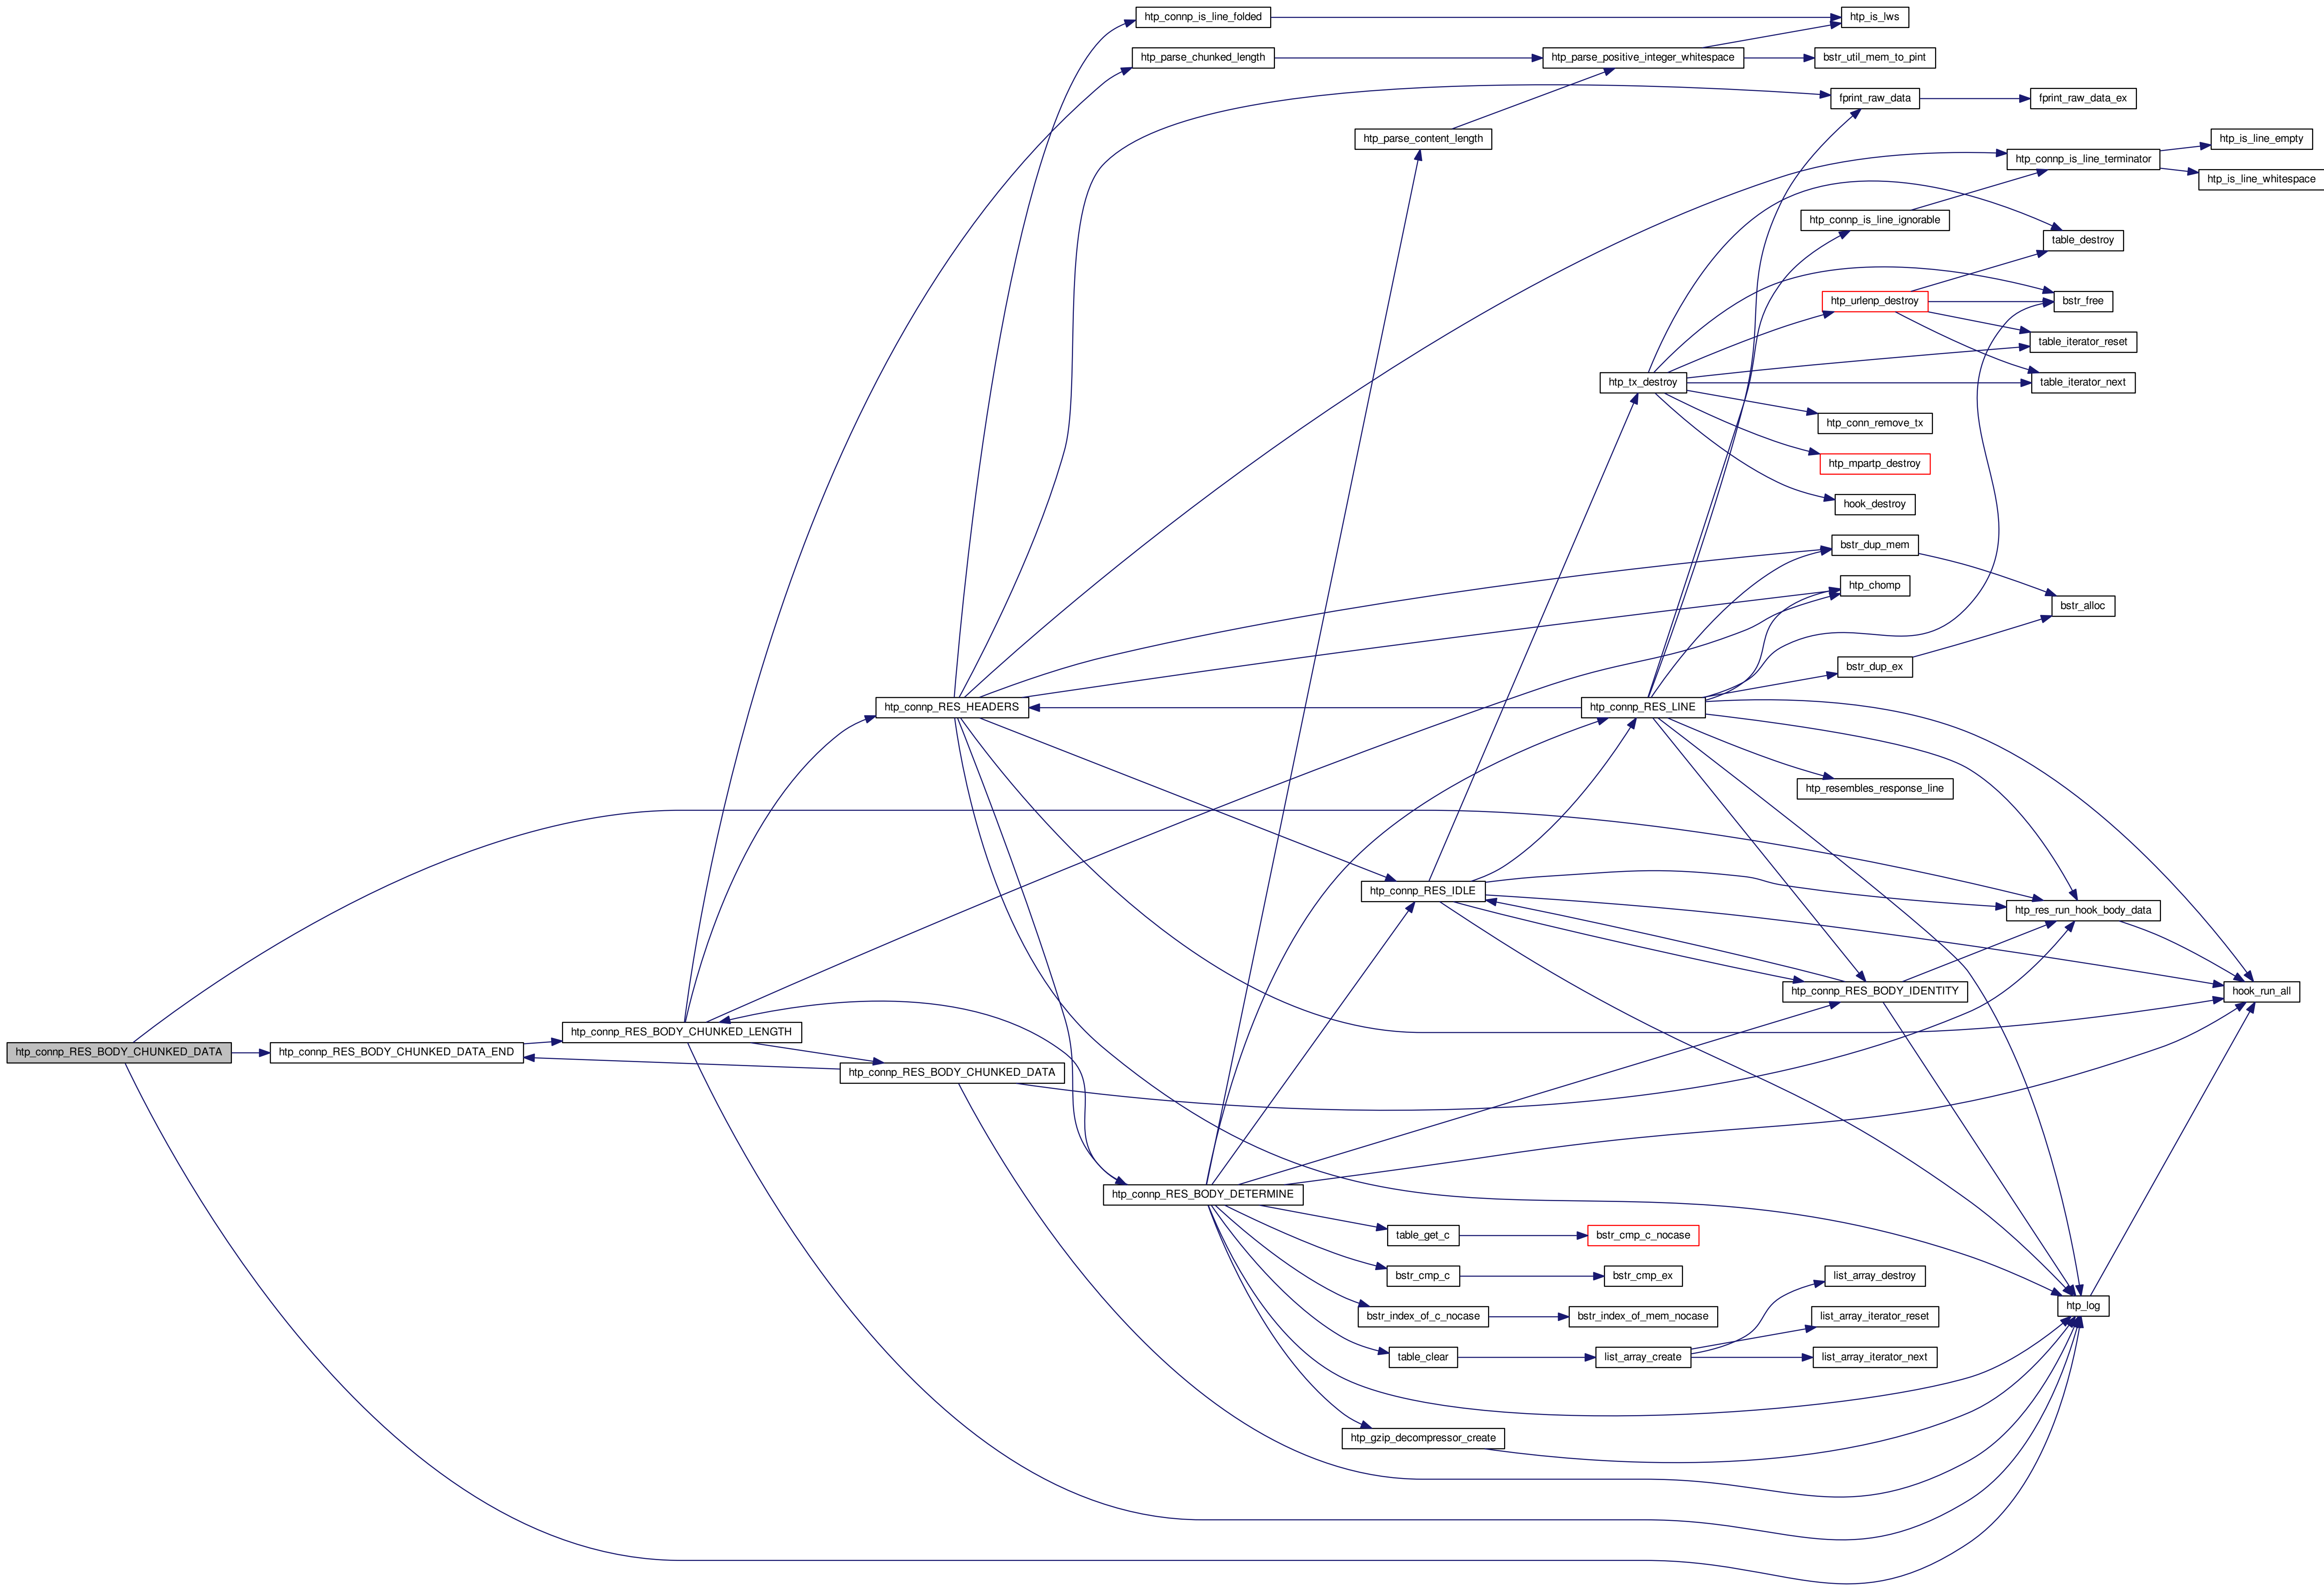 htp_connp_is_line_folded
htp_is_lws
htp_parse_chunked_length
htp_parse_positive_integer_whitespace
bstr_util_mem_to_pint
fprint_raw_data
fprint_raw_data_ex
htp_parse_content_length
htp_is_line_empty
htp_connp_is_line_terminator
htp_is_line_whitespace
htp_connp_is_line_ignorable
table_destroy
htp_urlenp_destroy
bstr_free
table_iterator_reset
htp_tx_destroy
table_iterator_next
htp_conn_remove_tx
htp_mpartp_destroy
hook_destroy
bstr_dup_mem
htp_chomp
bstr_alloc
bstr_dup_ex
htp_connp_RES_HEADERS
htp_connp_RES_LINE
htp_resembles_response_line
htp_connp_RES_IDLE
htp_res_run_hook_body_data
htp_connp_RES_BODY_IDENTITY
hook_run_all
htp_connp_RES_BODY_CHUNKED_LENGTH
htp_connp_RES_BODY_CHUNKED_DATA
htp_connp_RES_BODY_CHUNKED_DATA_END
htp_connp_RES_BODY_CHUNKED_DATA
htp_connp_RES_BODY_DETERMINE
table_get_c
bstr_cmp_c_nocase
bstr_cmp_c
bstr_cmp_ex
list_array_destroy
htp_log
bstr_index_of_c_nocase
bstr_index_of_mem_nocase
list_array_iterator_reset
table_clear
list_array_create
list_array_iterator_next
htp_gzip_decompressor_create